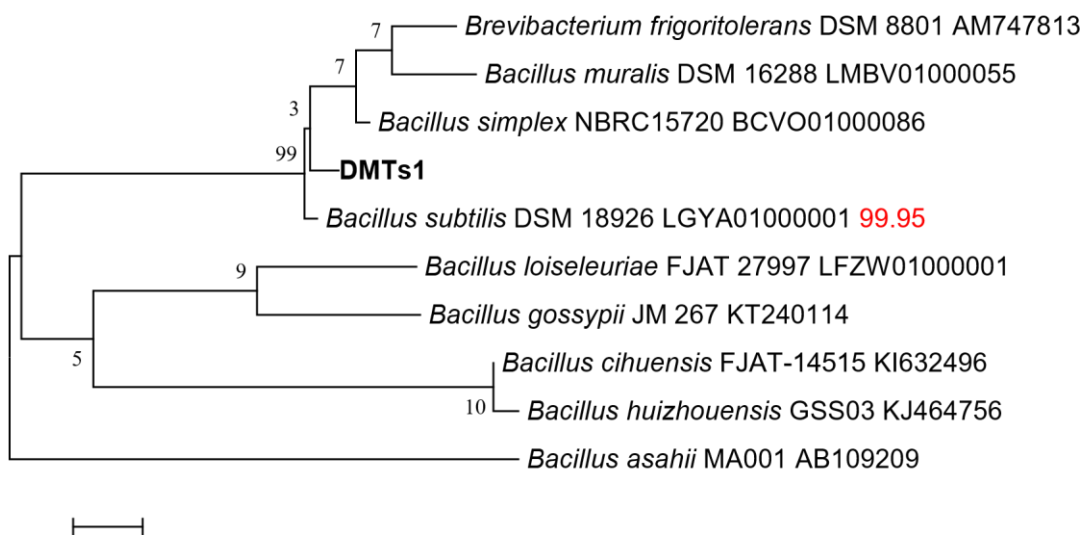 7
Brevibacterium frigoritolerans DSM 8801 AM747813
7
Bacillus muralis DSM 16288 LMBV01000055
3
Bacillus simplex NBRC15720 BCVO01000086
99
DMTs1
Bacillus subtilis DSM 18926 LGYA01000001 99.95
9
Bacillus loiseleuriae FJAT 27997 LFZW01000001
Bacillus gossypii JM 267 KT240114
5
Bacillus cihuensis FJAT-14515 KI632496
10
Bacillus huizhouensis GSS03 KJ464756
Bacillus asahii MA001 AB109209